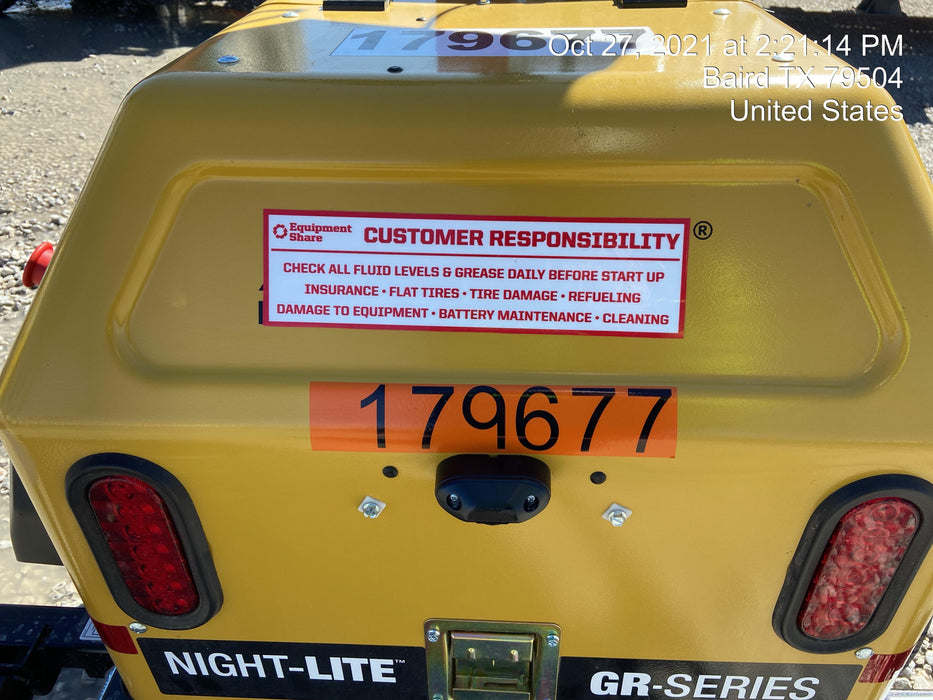 1796
Oct 27, 2021 at 2:21:14 PM
Baird TX 79504
United States
Equipment
Share
CUSTOMER RESPONSIBILITY
®
CHECK ALL FLUID LEVELS & GREASE DAILY BEFORE START UP
INSURANCE • FLAT TIRES • TIRE DAMAGE • REFUELING
DAMAGE TO EQUIPMENT • BATTERY MAINTENANCE • CLEANING
179677
NIGHT-LITE™
GR-SERIES